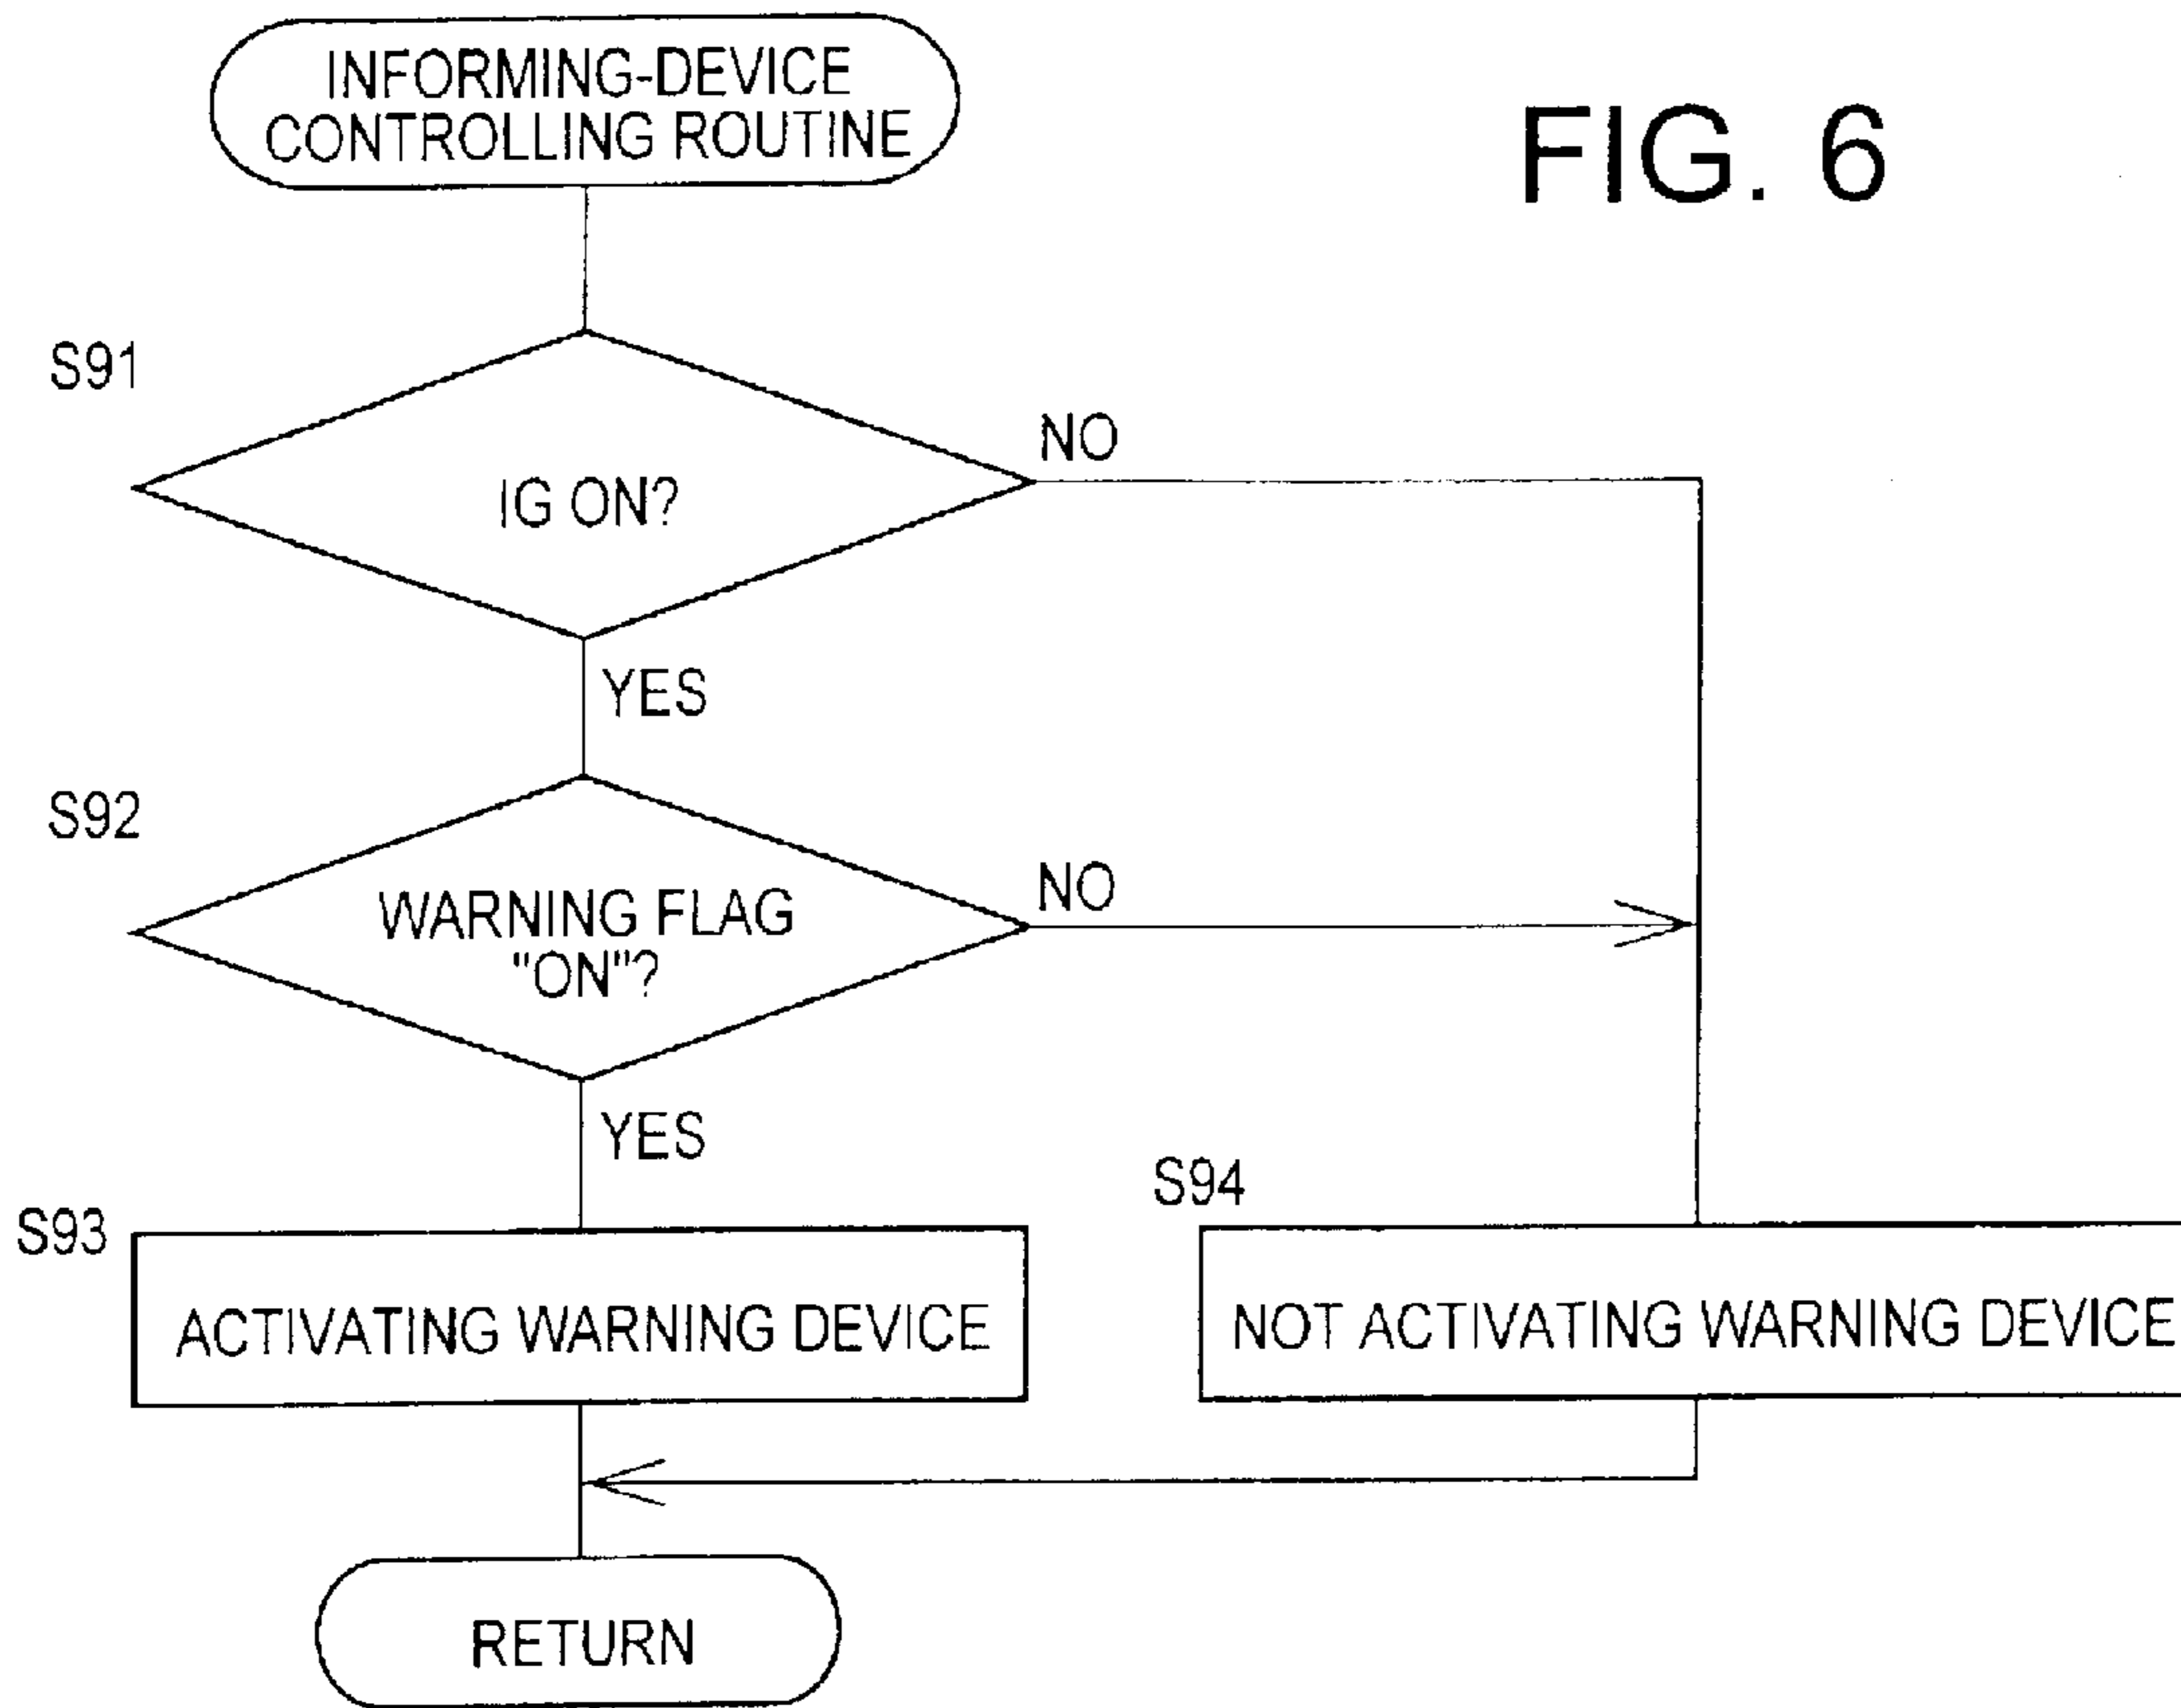 INFORMING-DEVICE
CONTROLLING ROUTINE
FIG. 6
S91
IG ON?
NO
YES
S92
WARNING FLAG
"ON"?
NO
YES
S93
ACTIVATING WARNING DEVICE
S94
NOT ACTIVATING WARNING DEVICE
RETURN